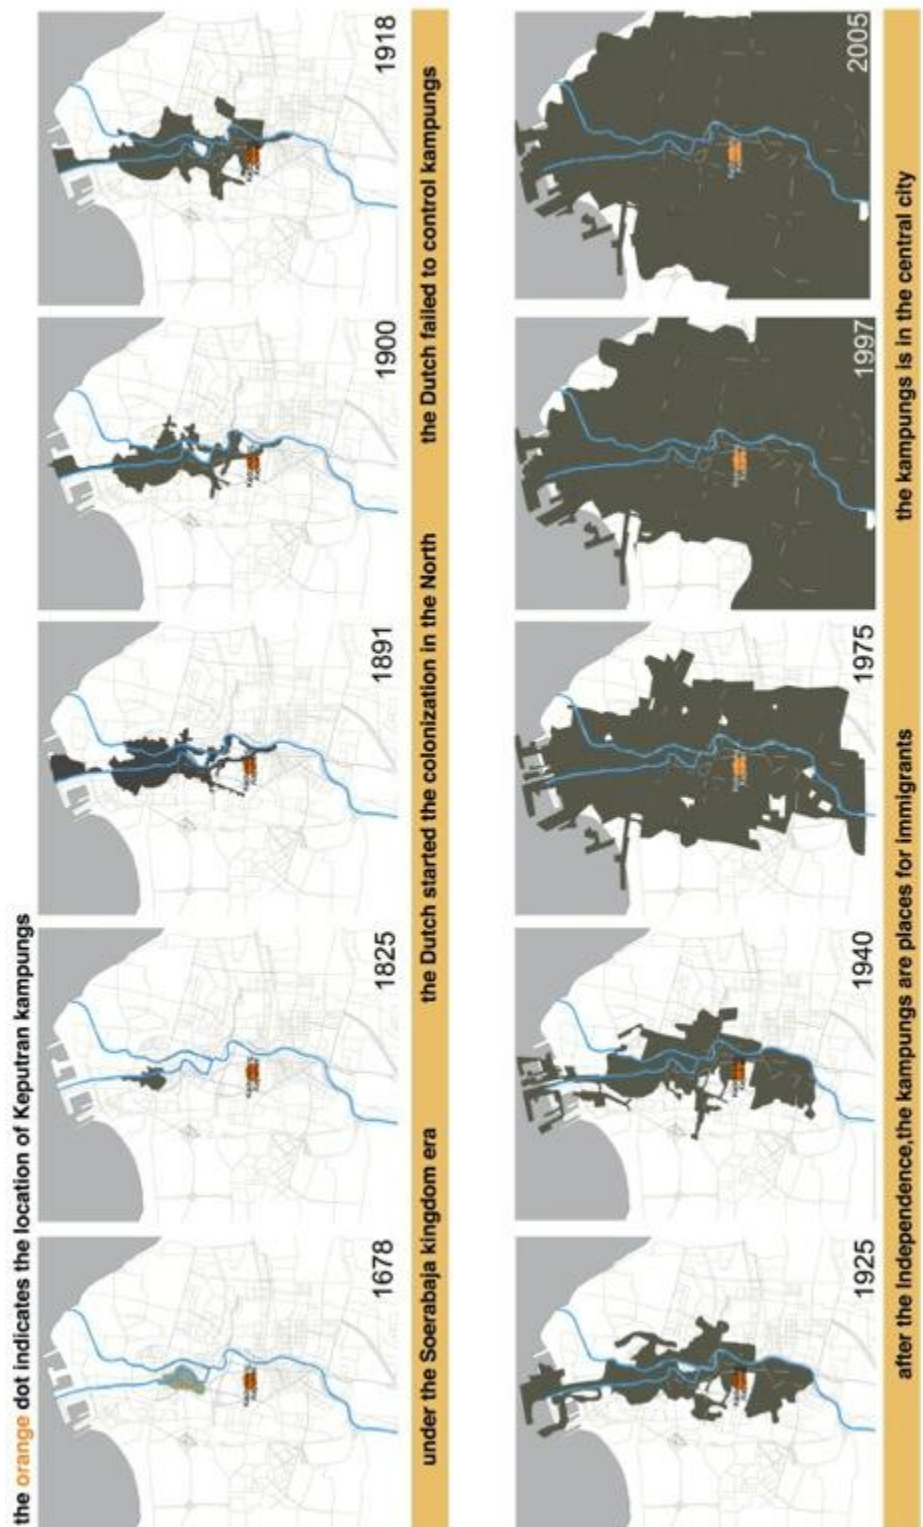 the orange dot indicates the location of Keputran kampungs
1678
1825
1891
1900
1918
under the Soerabaja kingdom era
the Dutch started the colonization in the North
the Dutch failed to control kampungs
1925
1940
1975
1997
2005
after the Independence,the kampungs are places for immigrants
the kampungs is in the central city